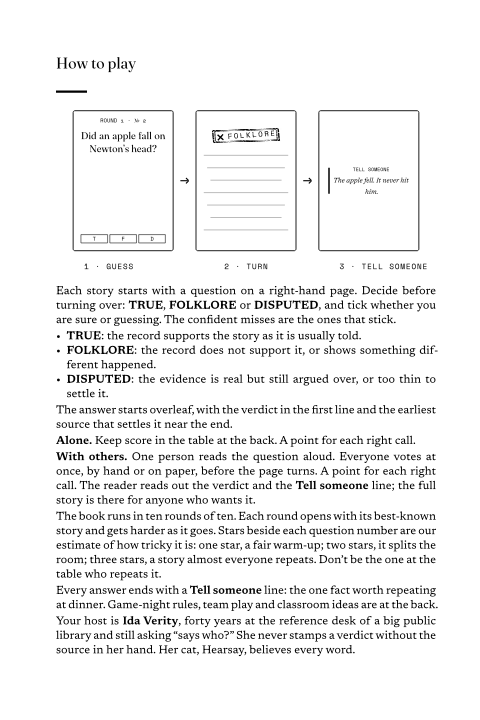 How to play
ROUND 1 · № 2
Did an apple fall on
Newton's head?
T F D
FOLKLORE
TELL SOMEONE
The apple fell. It never hit
him.
1 · GUESS
2 · TURN
3 · TELL SOMEONE
Each story starts with a question on a right-hand page. Decide before
turning over: TRUE, FOLKLORE or DISPUTED, and tick whether you
are sure or guessing. The confident misses are the ones that stick.
• TRUE: the record supports the story as it is usually told.
• FOLKLORE: the record does not support it, or shows something dif-
ferent happened.
• DISPUTED: the evidence is real but still argued over, or too thin to
settle it.
The answer starts overleaf, with the verdict in the first line and the earliest
source that settles it near the end.
Alone. Keep score in the table at the back. A point for each right call.
With others. One person reads the question aloud. Everyone votes at
once, by hand or on paper, before the page turns. A point for each right
call. The reader reads out the verdict and the Tell someone line; the full
story is there for anyone who wants it.
The book runs in ten rounds of ten. Each round opens with its best-known
story and gets harder as it goes. Stars beside each question number are our
estimate of how tricky it is: one star, a fair warm-up; two stars, it splits the
room; three stars, a story almost everyone repeats. Don't be the one at the
table who repeats it.
Every answer ends with a Tell someone line: the one fact worth repeating
at dinner. Game-night rules, team play and classroom ideas are at the back.
Your host is Ida Verity, forty years at the reference desk of a big public
library and still asking “says who?” She never stamps a verdict without the
source in her hand. Her cat, Hearsay, believes every word.